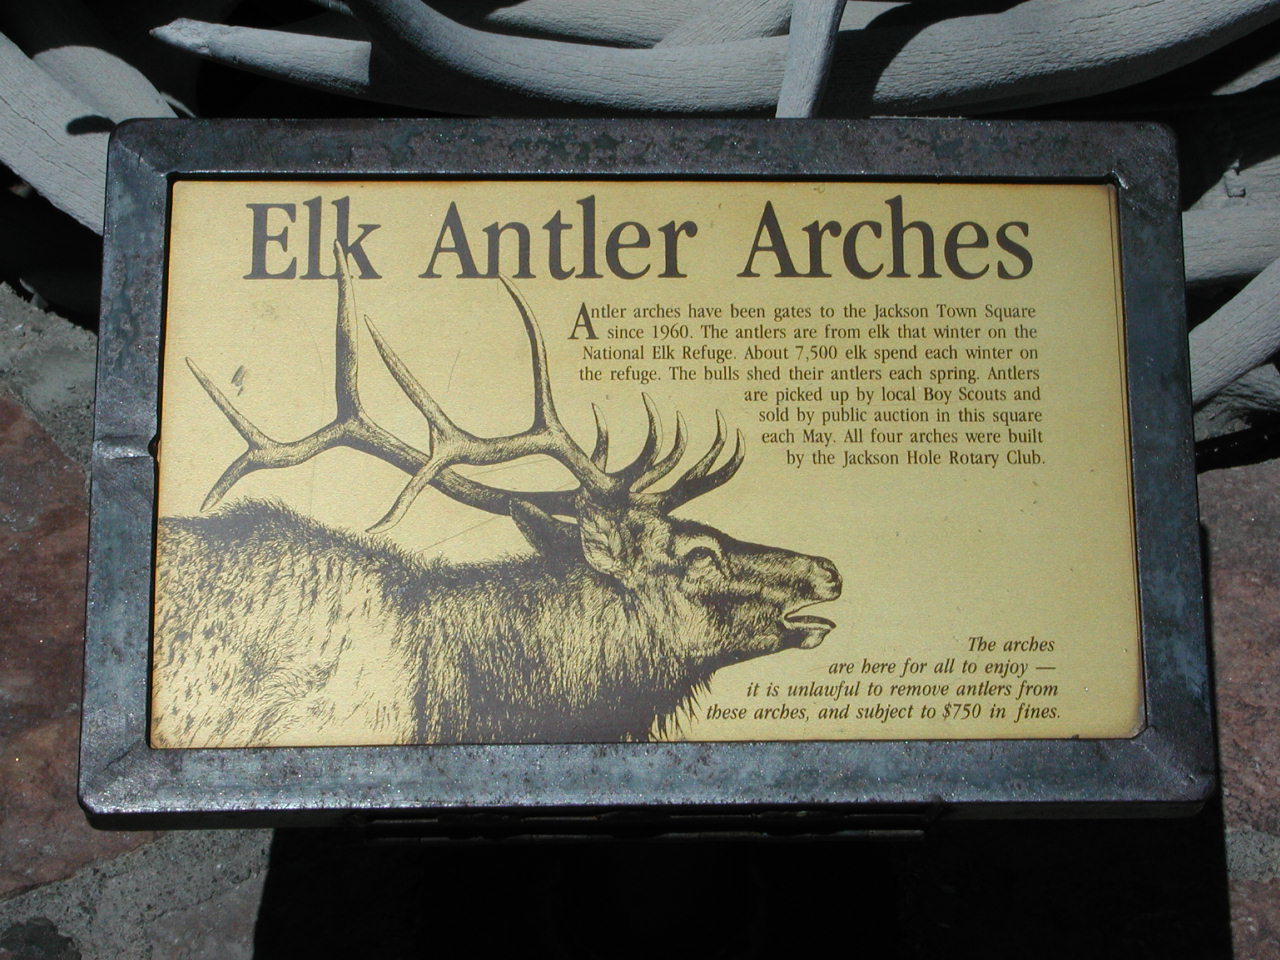 Elk Antler Arches
Antler arches have been gates to the Jackson Town Square
since 1960. The antlers are from elk that winter on the
National Elk Refuge. About 7,500 elk spend each winter on
the refuge. The bulls shed their antlers each spring. Antlers
are picked up by local Boy Scouts and
sold by public auction in this square
each May. All four arches were built
by the Jackson Hole Rotary Club.
The arches
are here for all to enjoy —
it is unlawful to remove antlers from
these arches, and subject to $750 in fines.